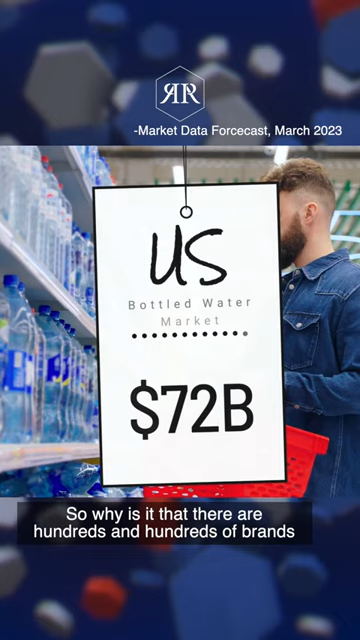 RR
-Market Data Forcecast, March 2023
US
Bottled Water
Market
$72B
So why is it that there are
hundreds and hundreds of brands